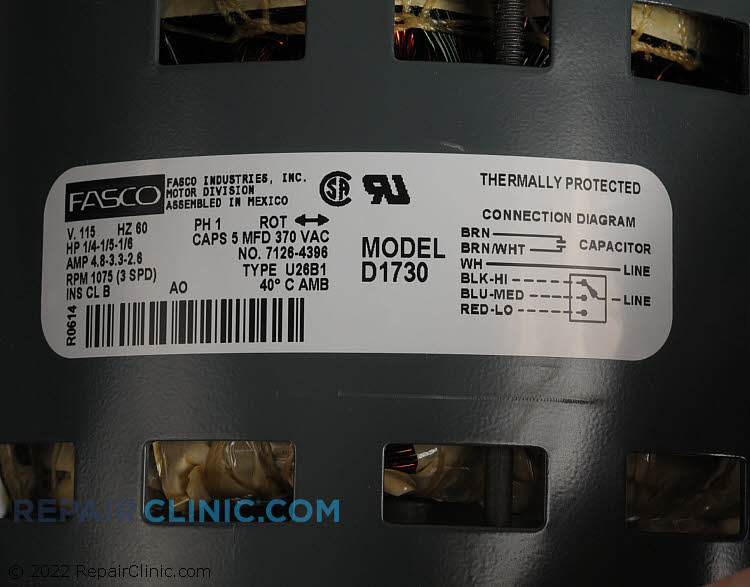 FASCO
FASCO INDUSTRIES, INC.
MOTOR DIVISION
ASSEMBLED IN MEXICO
V. 115 HZ 60 PH 1 ROT
HP 1/4-1/5-1/6 CAPS 5 MFD 370 VAC
AMP 4.8-3.3-2.6 NO. 7126-4396
RPM 1075 (3 SPD) TYPE U26B1
INS CL B AO 40° C AMB
R0614
SA
UR
MODEL
D1730
THERMALLY PROTECTED
CONNECTION DIAGRAM
BRN
BRN/WHT CAPACITOR
WH LINE
BLK-HI
BLU-MED LINE
RED-LO
REPAIRCLINIC.COM
© 2022 RepairClinic.com